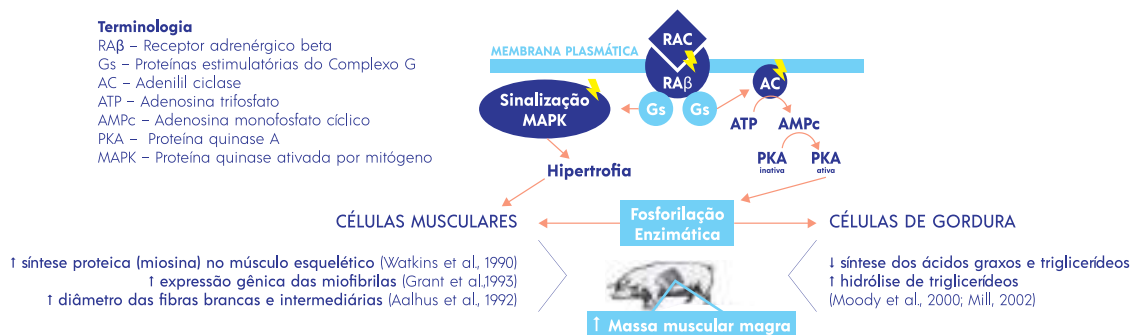 Terminologia
RAβ – Receptor adrenérgico beta
Gs – Proteínas estimulatórias do Complexo G
AC – Adenilil ciclase
ATP – Adenosina trifosfato
AMPc – Adenosina monofosfato cíclico
PKA – Proteína quinase A
MAPK – Proteína quinase ativada por mitógeno
MEMBRANA PLASMÁTICA
RAC
RAβ
AC
Gs
Gs
Sinalização
MAPK
ATP
AMPc
PKA
inativa
PKA
ativa
Hipertrofia
CÉLULAS MUSCULARES
Fosforilação
Enzimática
CÉLULAS DE GORDURA
↑ síntese proteica (miosina) no músculo esquelético (Watkins et al., 1990)
↑ expressão gênica das miofibrilas (Grant et al.,1993)
↑ diâmetro das fibras brancas e intermediárias (Aalhus et al., 1992)
↓ síntese dos ácidos graxos e triglicerídeos
↑ hidrólise de triglicerídeos
(Moody et al., 2000; Mill, 2002)
↑ Massa muscular magra